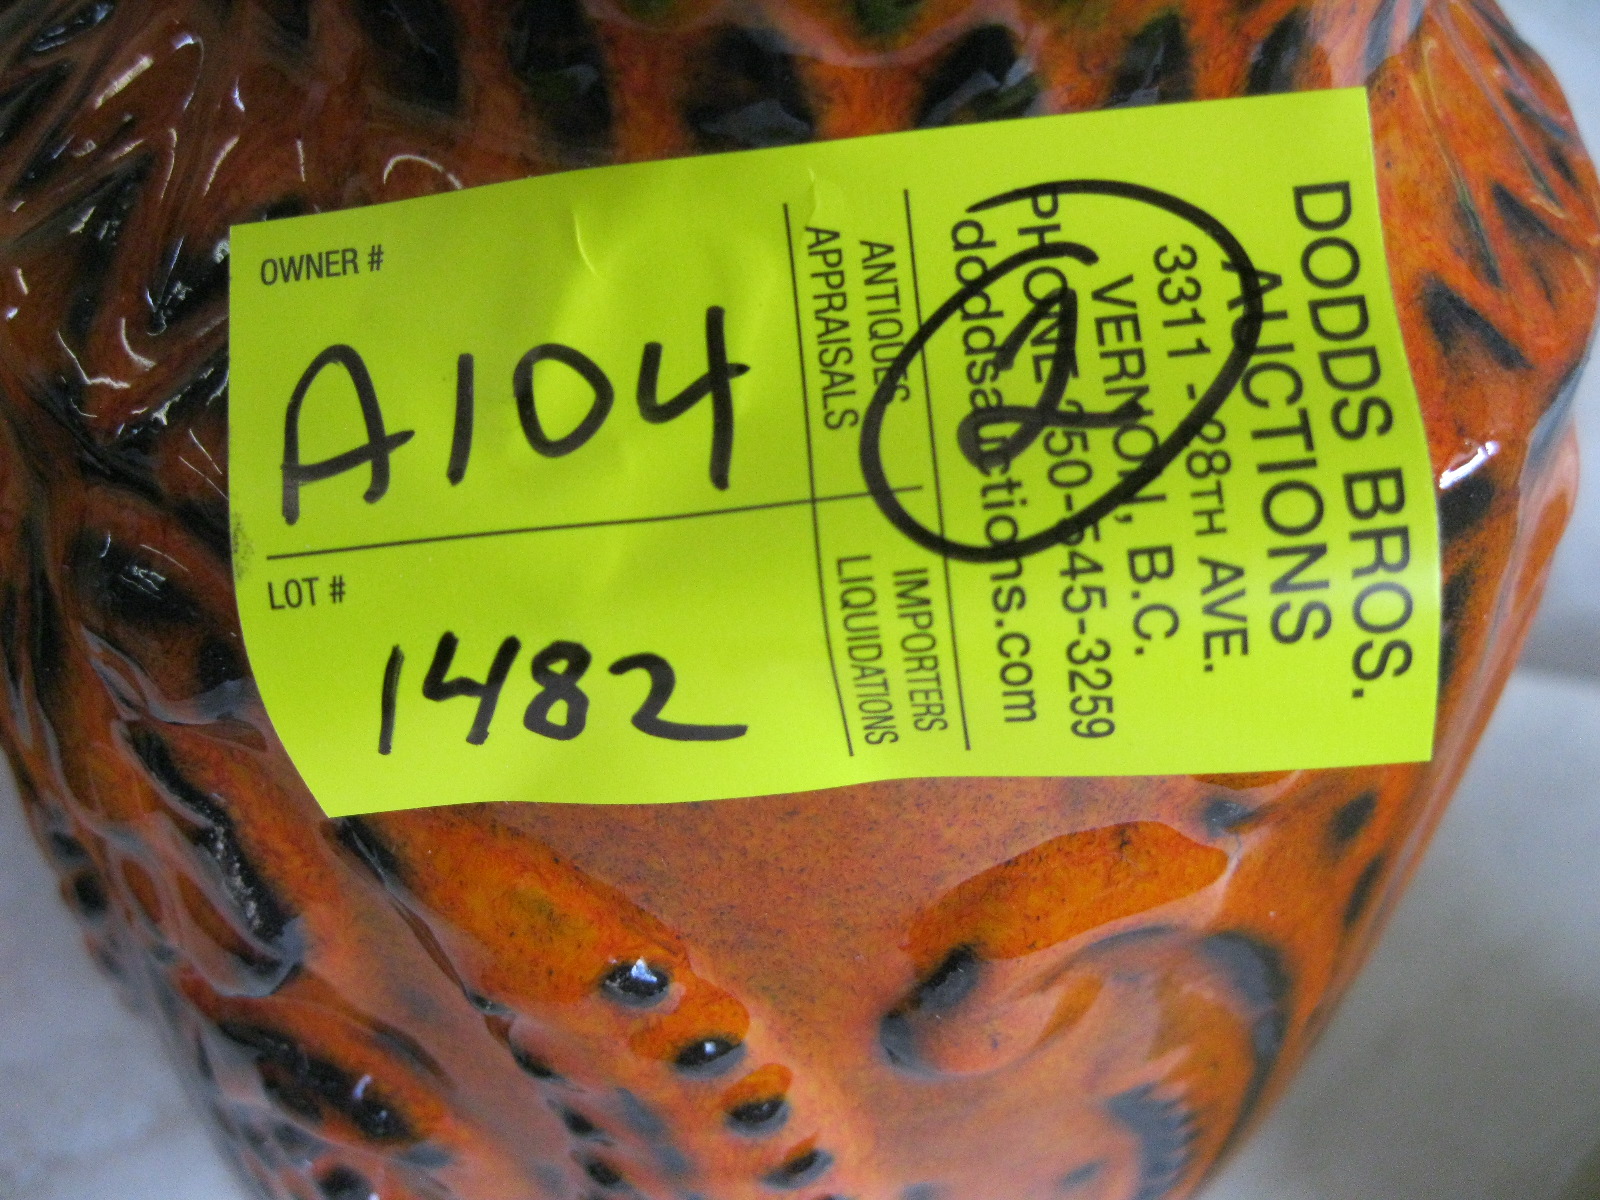 OWNER #
A104
LOT #
1482
ANTIQUES IMPORTERS
APPRAISALS LIQUIDATIONS
DODDS BROS.
AUCTIONS
3311 - 28TH AVE.
VERNON, B.C.
PHONE 250-545-3259
doddsauctions.com
2